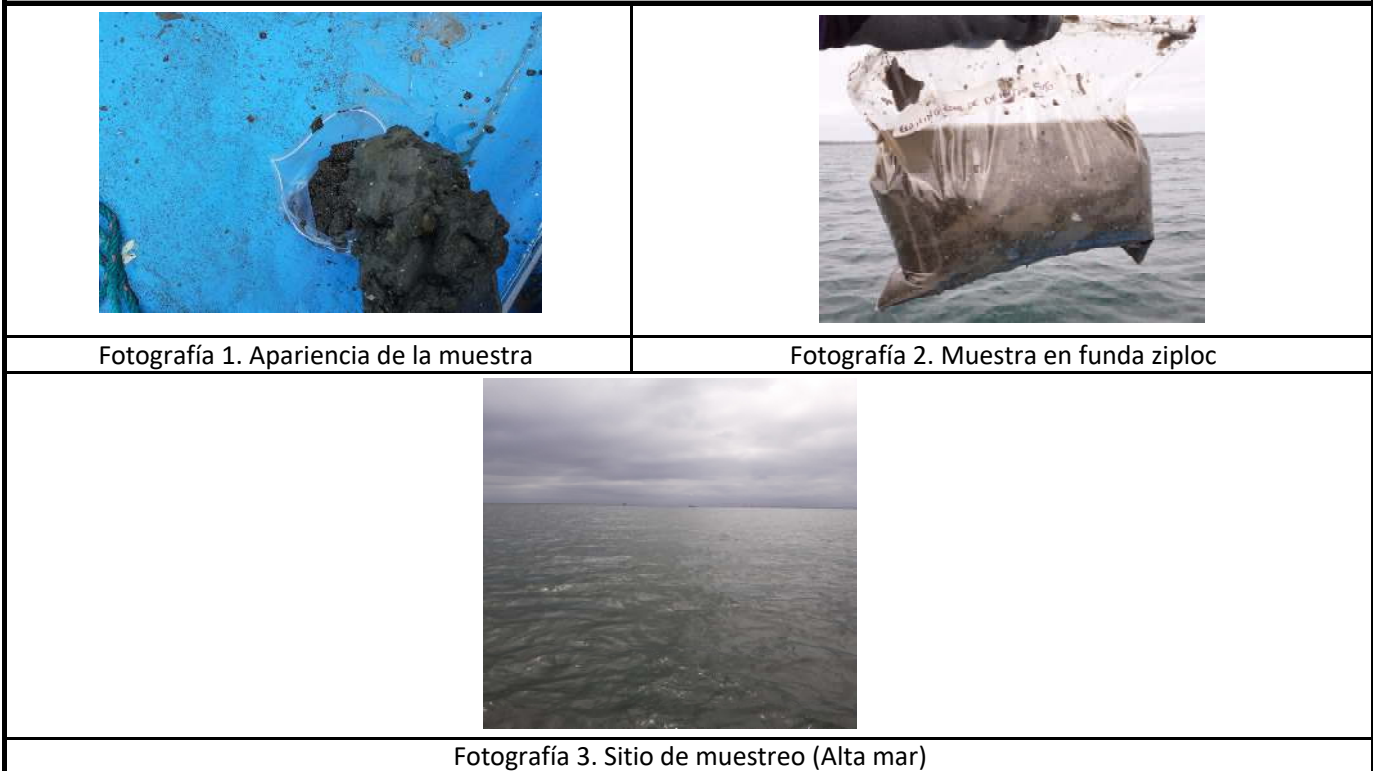 Fotografía 1. Apariencia de la muestra
Fotografía 2. Muestra en funda ziploc
Fotografía 3. Sitio de muestreo (Alta mar)